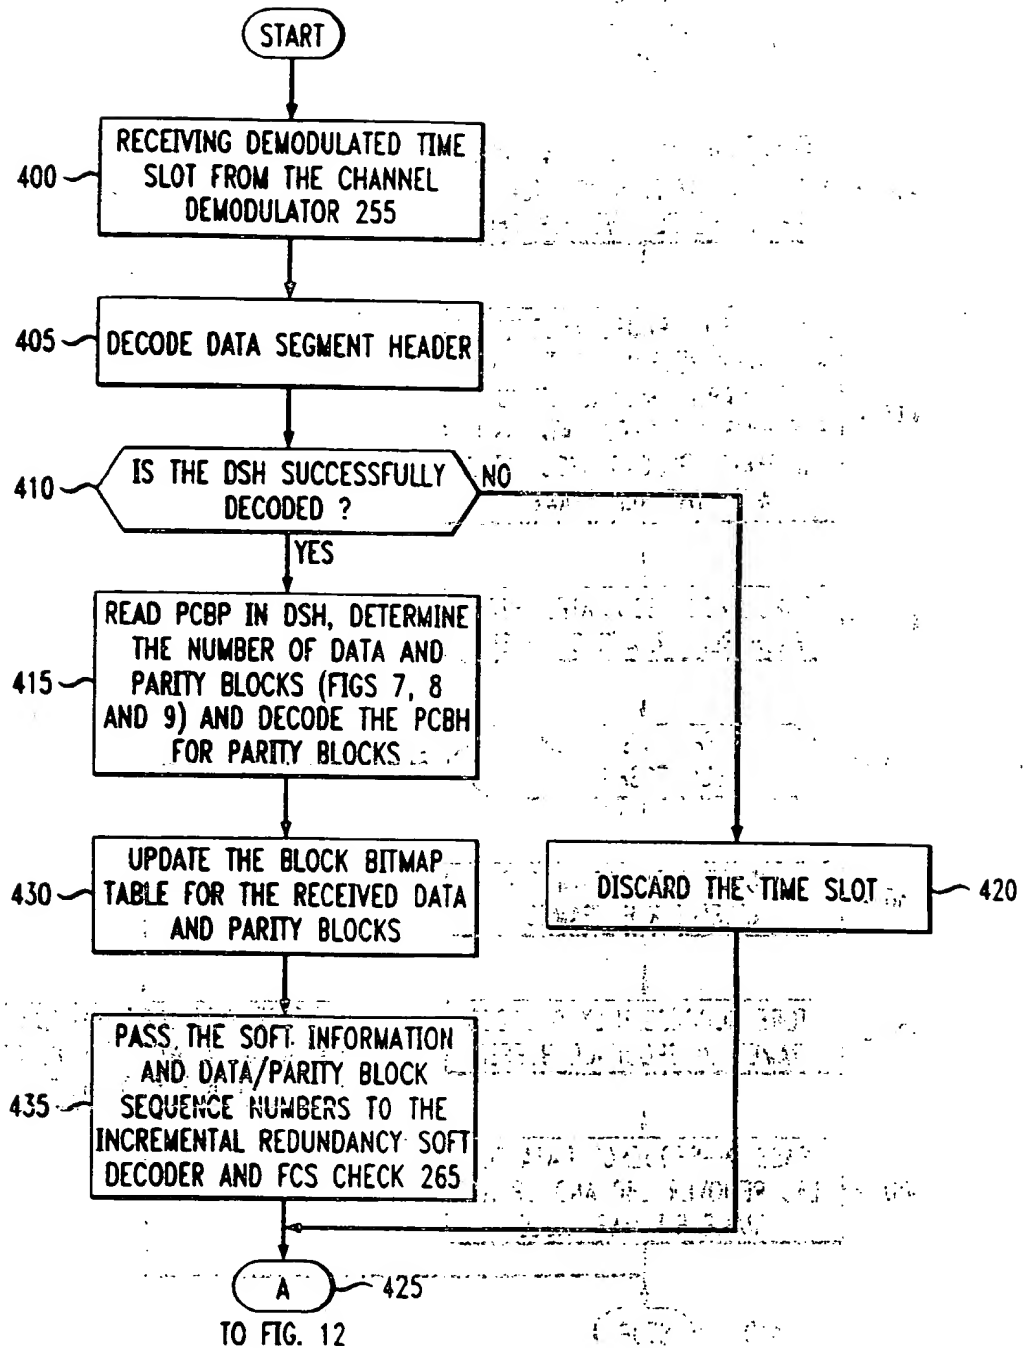 START
RECEIVING DEMODULATED TIME
SLOT FROM THE CHANNEL
DEMODULATOR 255
400
405
DECODE DATA SEGMENT HEADER
410
IS THE DSH SUCCESSFULLY
DECODED ?
NO
YES
READ PCBP IN DSH, DETERMINE
THE NUMBER OF DATA AND
PARITY BLOCKS (FIGS 7, 8
AND 9) AND DECODE THE PCBH
FOR PARITY BLOCKS
415
UPDATE THE BLOCK BITMAP
TABLE FOR THE RECEIVED DATA
AND PARITY BLOCKS
430
DISCARD THE TIME SLOT
420
PASS THE SOFT INFORMATION
AND DATA/PARITY BLOCK
SEQUENCE NUMBERS TO THE
INCREMENTAL REDUNDANCY SOFT
DECODER AND FCS CHECK 265
435
A
425
TO FIG. 12